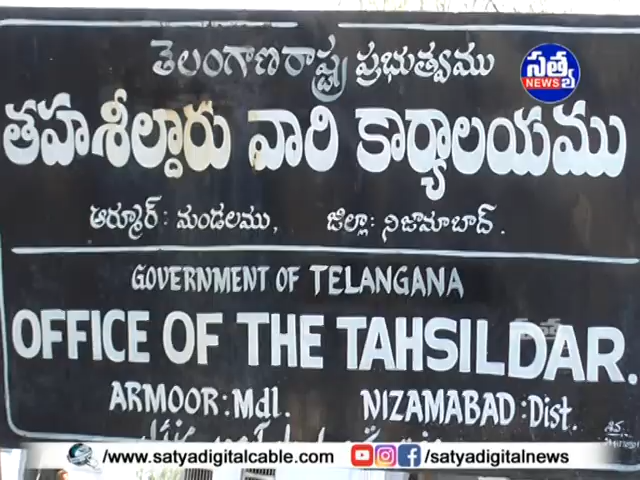 తెలంగాణ రాష్ట్ర ప్రభుత్వము
సత్య
NEWS
తహశీల్దారు వారి కార్యాలయము
ఆర్మూర్: మండలము, జిల్లా: నిజామాబాద్.
GOVERNMENT OF TELANGANA
OFFICE OF THE TAHSILDAR.
ARMOOR: Mdl. NIZAMABAD: Dist.
/www.satyadigitalcable.com /satyadigitalnews